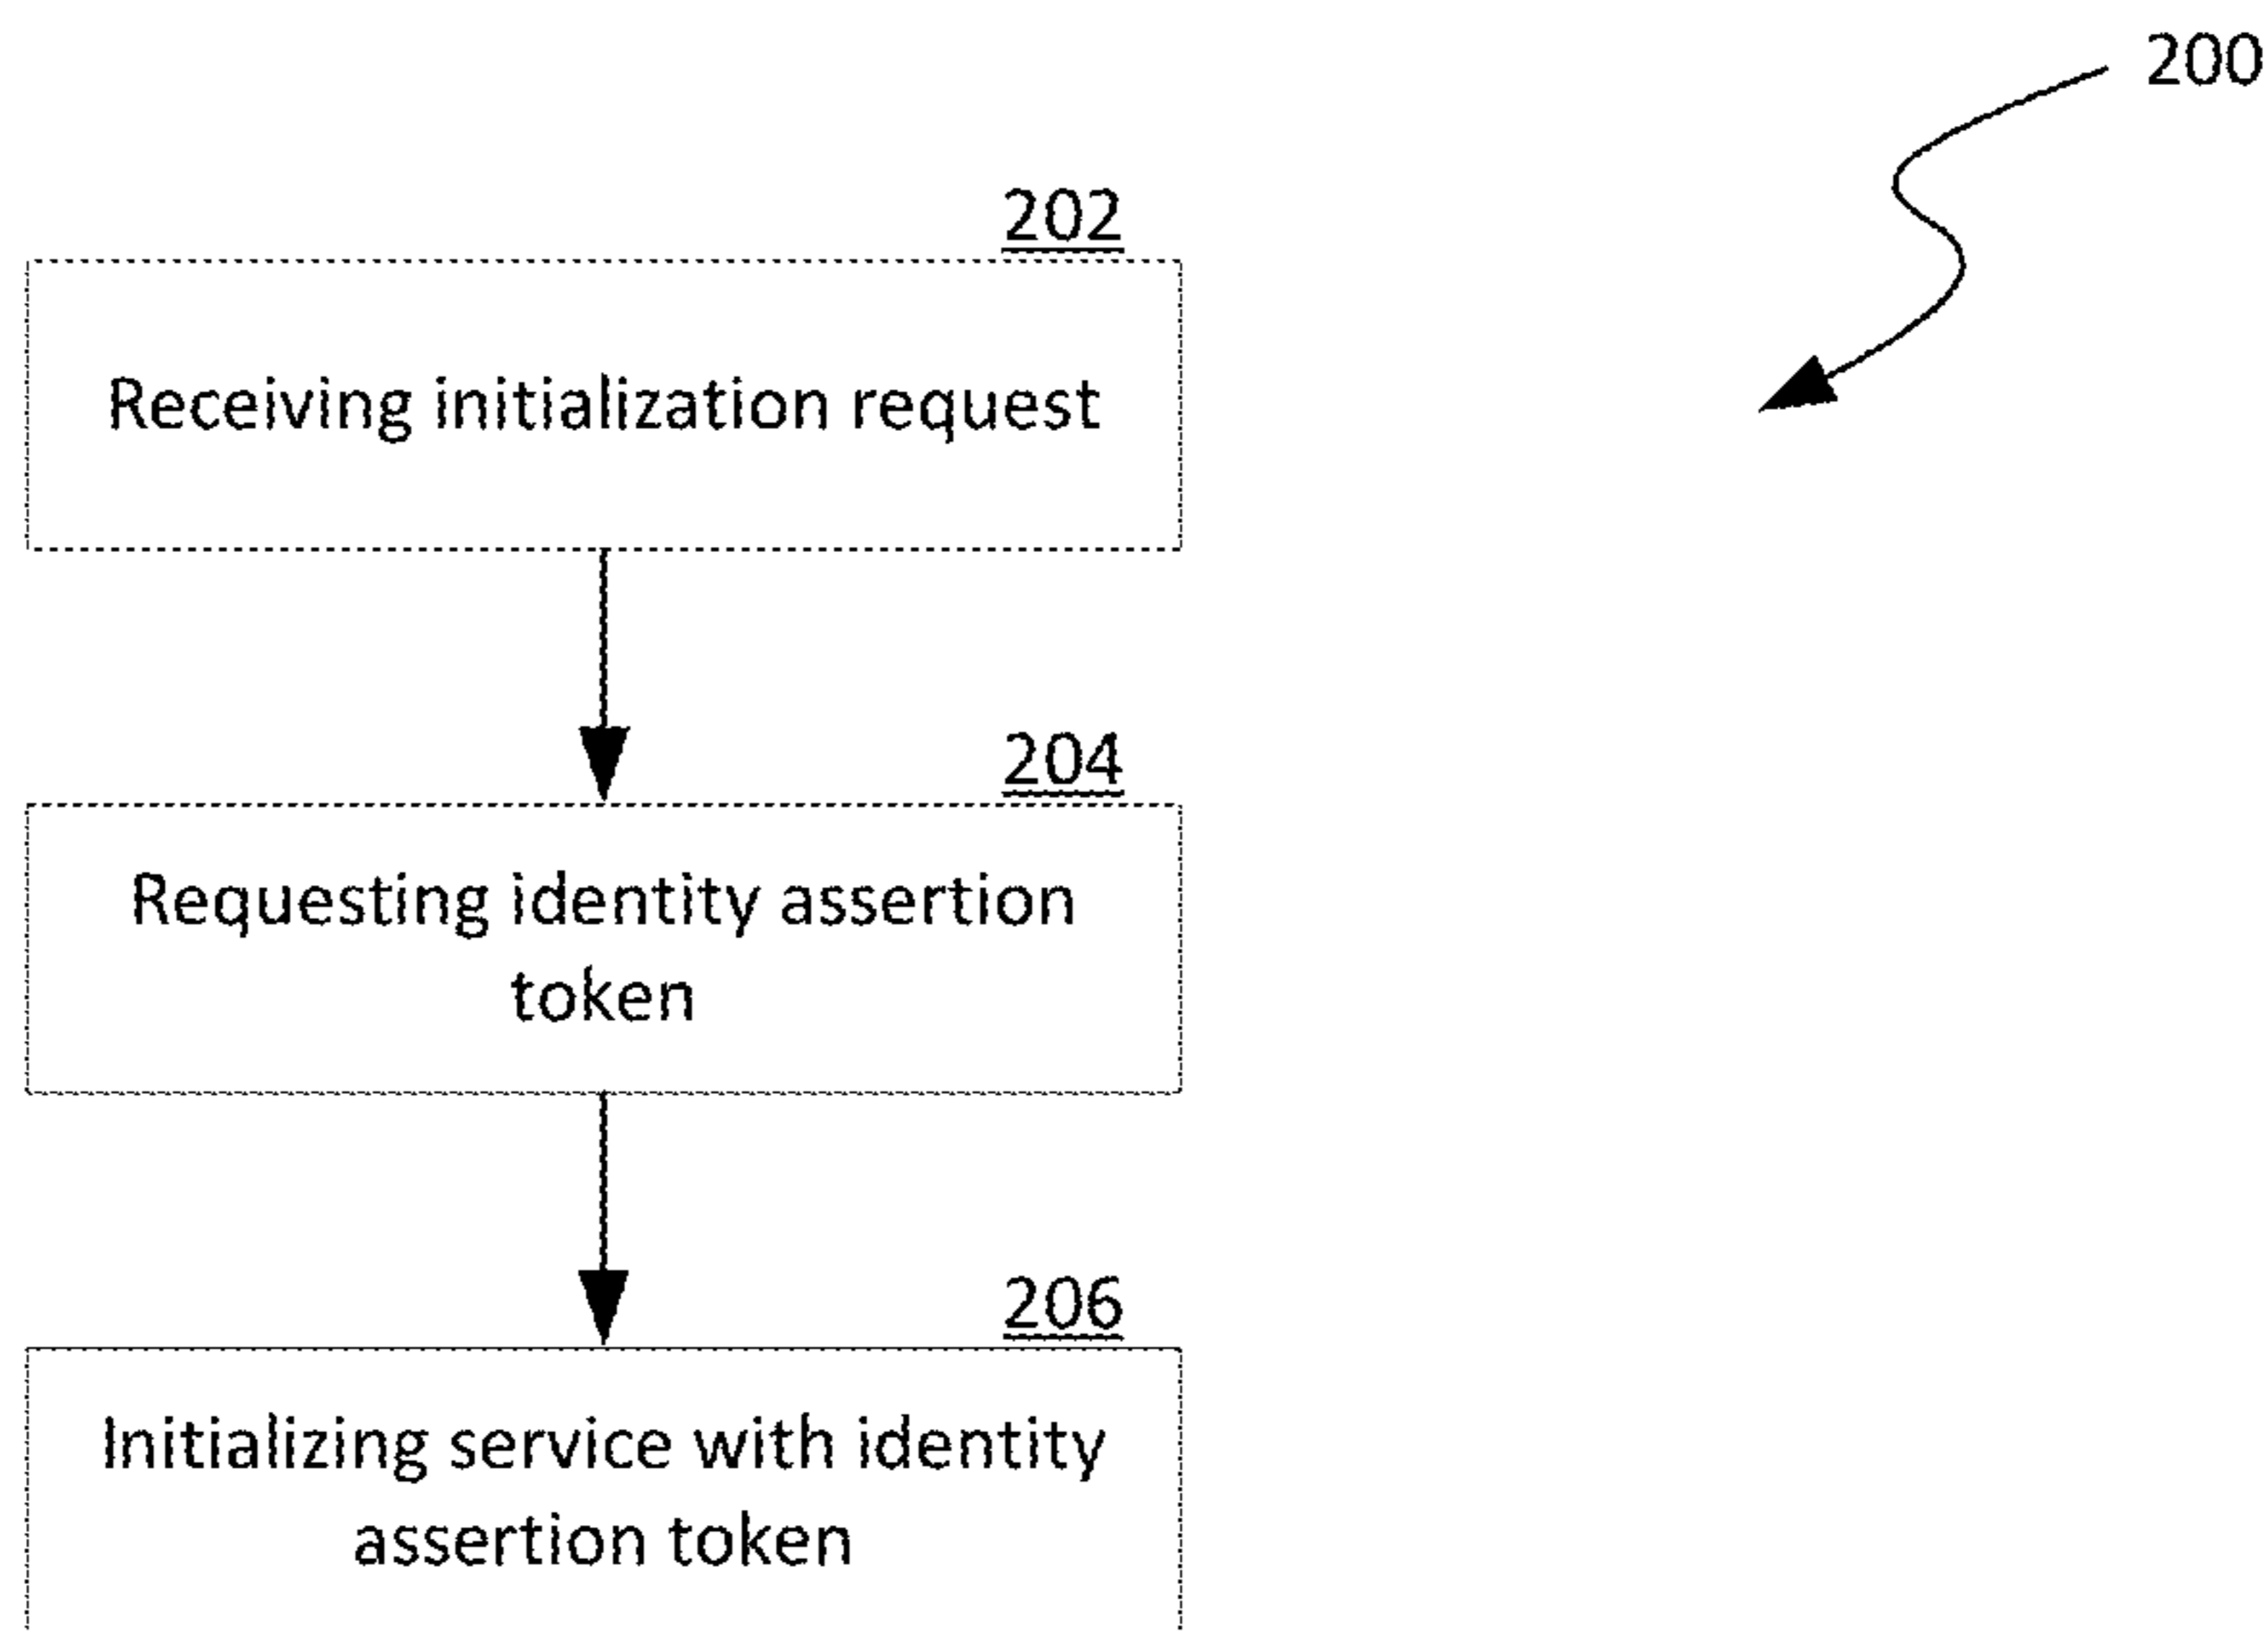 200
202
Receiving initialization request
204
Requesting identity assertion
token
206
Initializing service with identity
assertion token